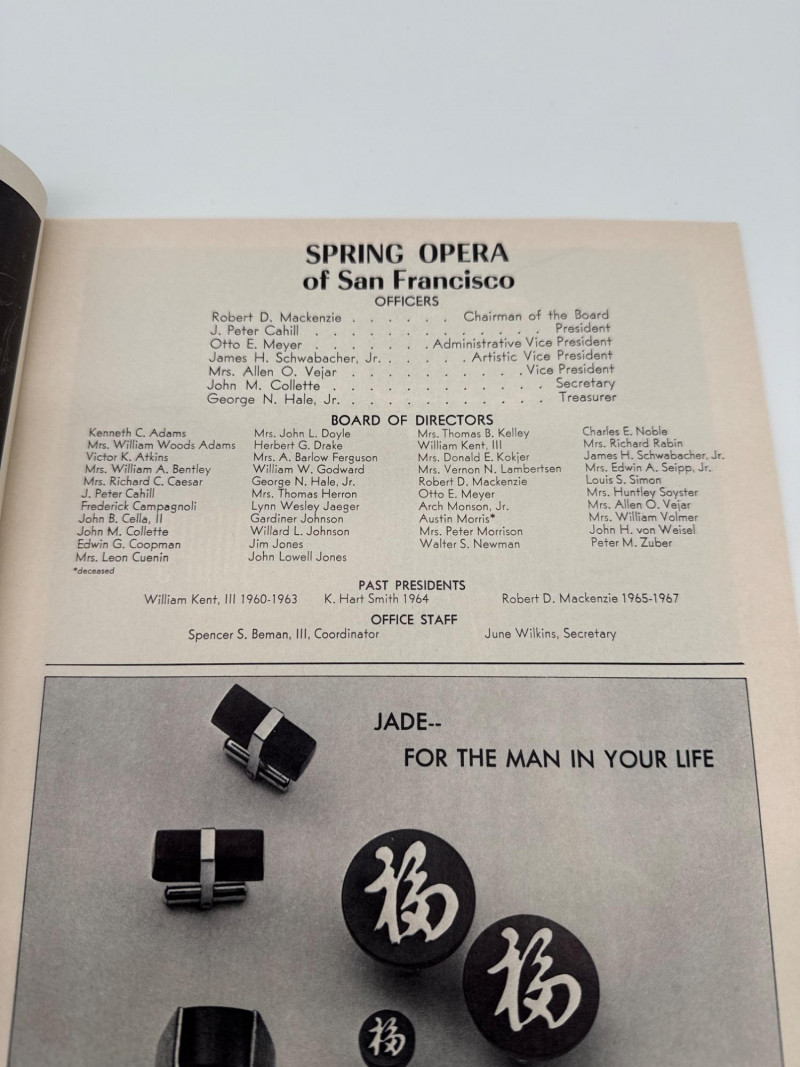 SPRING OPERA
of San Francisco
OFFICERS
Robert D. Mackenzie . . . . . . Chairman of the Board
J. Peter Cahill . . . . . . . . . . . . . President
Otto E. Meyer . . . . . . . Administrative Vice President
James H. Schwabacher, Jr. . . . . . Artistic Vice President
Mrs. Allen O. Vejar . . . . . . . . . . Vice President
John M. Collette . . . . . . . . . . . . Secretary
George N. Hale, Jr. . . . . . . . . . . . Treasurer
BOARD OF DIRECTORS
Kenneth C. Adams
Mrs. William Woods Adams
Victor K. Atkins
Mrs. William A. Bentley
Mrs. Richard C. Caesar
J. Peter Cahill
Frederick Campagnoli
John B. Cella, II
John M. Collette
Edwin G. Coopman
Mrs. Leon Cuenin
*deceased
Mrs. John L. Doyle
Herbert G. Drake
Mrs. A. Barlow Ferguson
William W. Godward
George N. Hale, Jr.
Mrs. Thomas Herron
Lynn Wesley Jaeger
Gardiner Johnson
Willard L. Johnson
Jim Jones
John Lowell Jones
Mrs. Thomas B. Kelley
William Kent, III
Mrs. Donald E. Kokjer
Mrs. Vernon N. Lambertsen
Robert D. Mackenzie
Otto E. Meyer
Arch Monson, Jr.
Austin Morris*
Mrs. Peter Morrison
Walter S. Newman
Charles E. Noble
Mrs. Richard Rabin
James H. Schwabacher, Jr.
Mrs. Edwin A. Seipp, Jr.
Louis S. Simon
Mrs. Huntley Soyster
Mrs. Allen O. Vejar
Mrs. William Volmer
John H. von Weisel
Peter M. Zuber
PAST PRESIDENTS
William Kent, III 1960-1963 K. Hart Smith 1964 Robert D. Mackenzie 1965-1967
OFFICE STAFF
Spencer S. Beman, III, Coordinator June Wilkins, Secretary
JADE--
FOR THE MAN IN YOUR LIFE
福
福
福